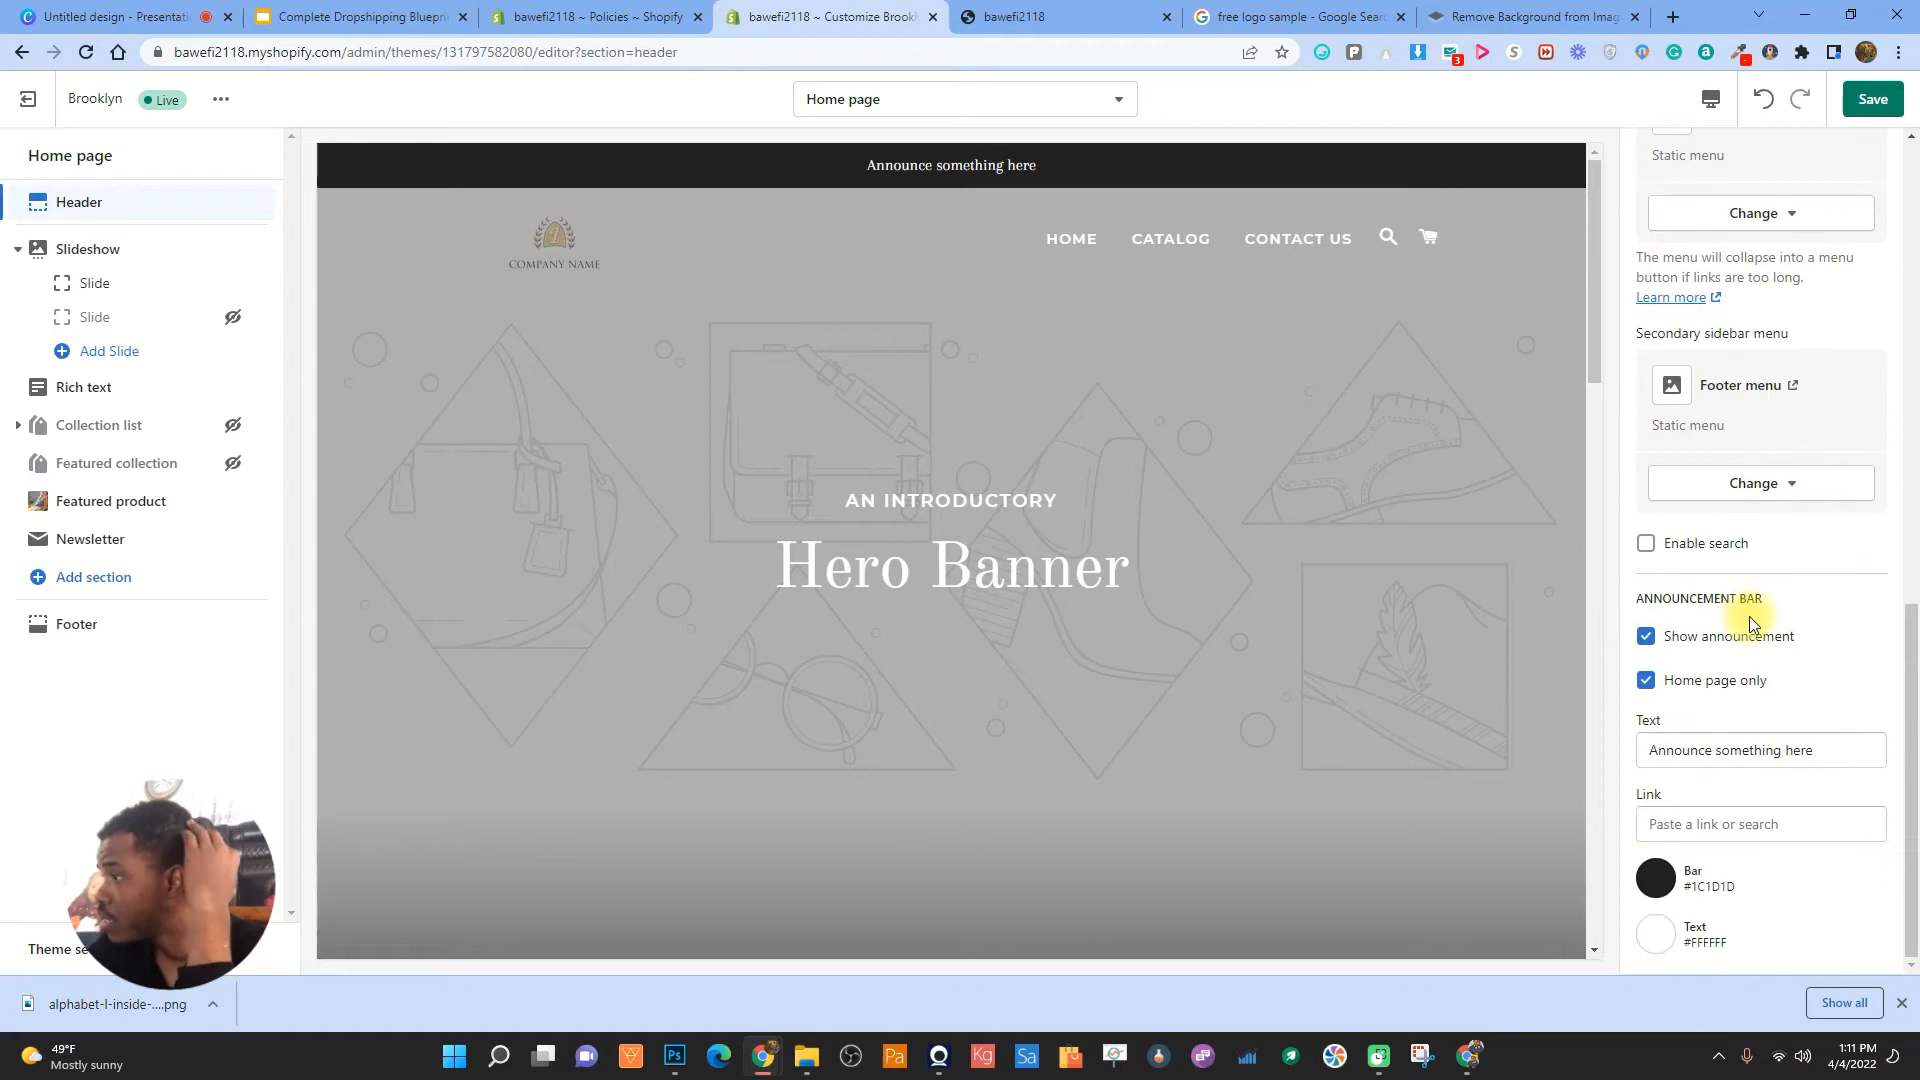 Untitled design - Presentati
Complete Dropshipping Bluepri
bawefi2118 ~ Policies ~ Shopify
bawefi2118 ~ Customize Brookl
bawefi2118
free logo sample - Google Searc
Remove Background from Imag
bawefi2118.myshopify.com/admin/themes/131797582080/editor?section=header
3
Brooklyn
Live
Home page
Save
Home page
Header
Slideshow
Slide
Slide
Add Slide
Rich text
Collection list
Featured collection
Featured product
Newsletter
Add section
Footer
Theme se
Announce something here
COMPANY NAME
HOME
CATALOG
CONTACT US
AN INTRODUCTORY
Hero Banner
Static menu
Change
The menu will collapse into a menu
button if links are too long.
Learn more
Secondary sidebar menu
Footer menu
Static menu
Change
Enable search
ANNOUNCEMENT BAR
Show announcement
Home page only
Text
Announce something here
Link
Paste a link or search
Bar
#1C1D1D
Text
#FFFFFF
alphabet-l-inside-....png
Show all
49°F
Mostly sunny
Ps
Pa
Kg
Sa
1:11 PM
4/4/2022